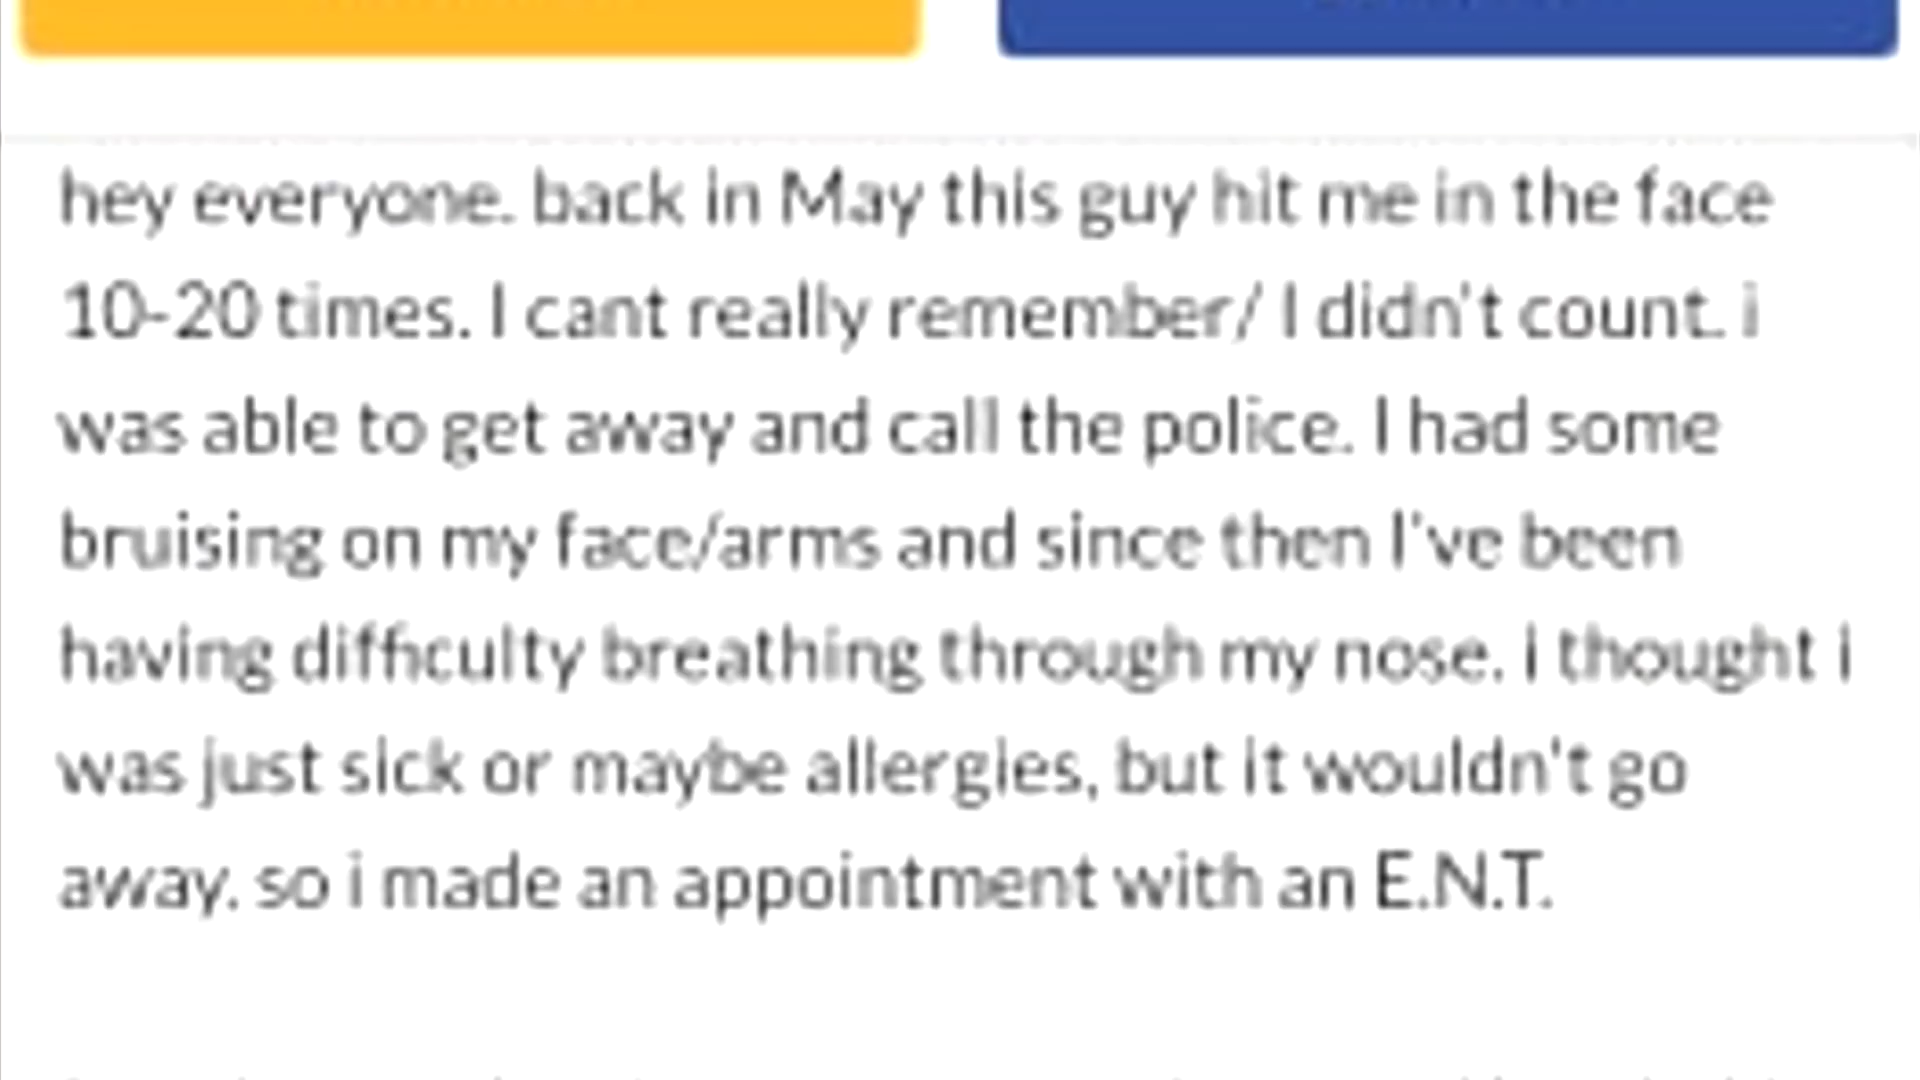 hey everyone. back in May this guy hit me in the face
10-20 times. I cant really remember/ I didn't count. i
was able to get away and call the police. I had some
bruising on my face/arms and since then I've been
having difficulty breathing through my nose. i thought i
was just sick or maybe allergies, but it wouldn't go
away. so i made an appointment with an E.N.T.